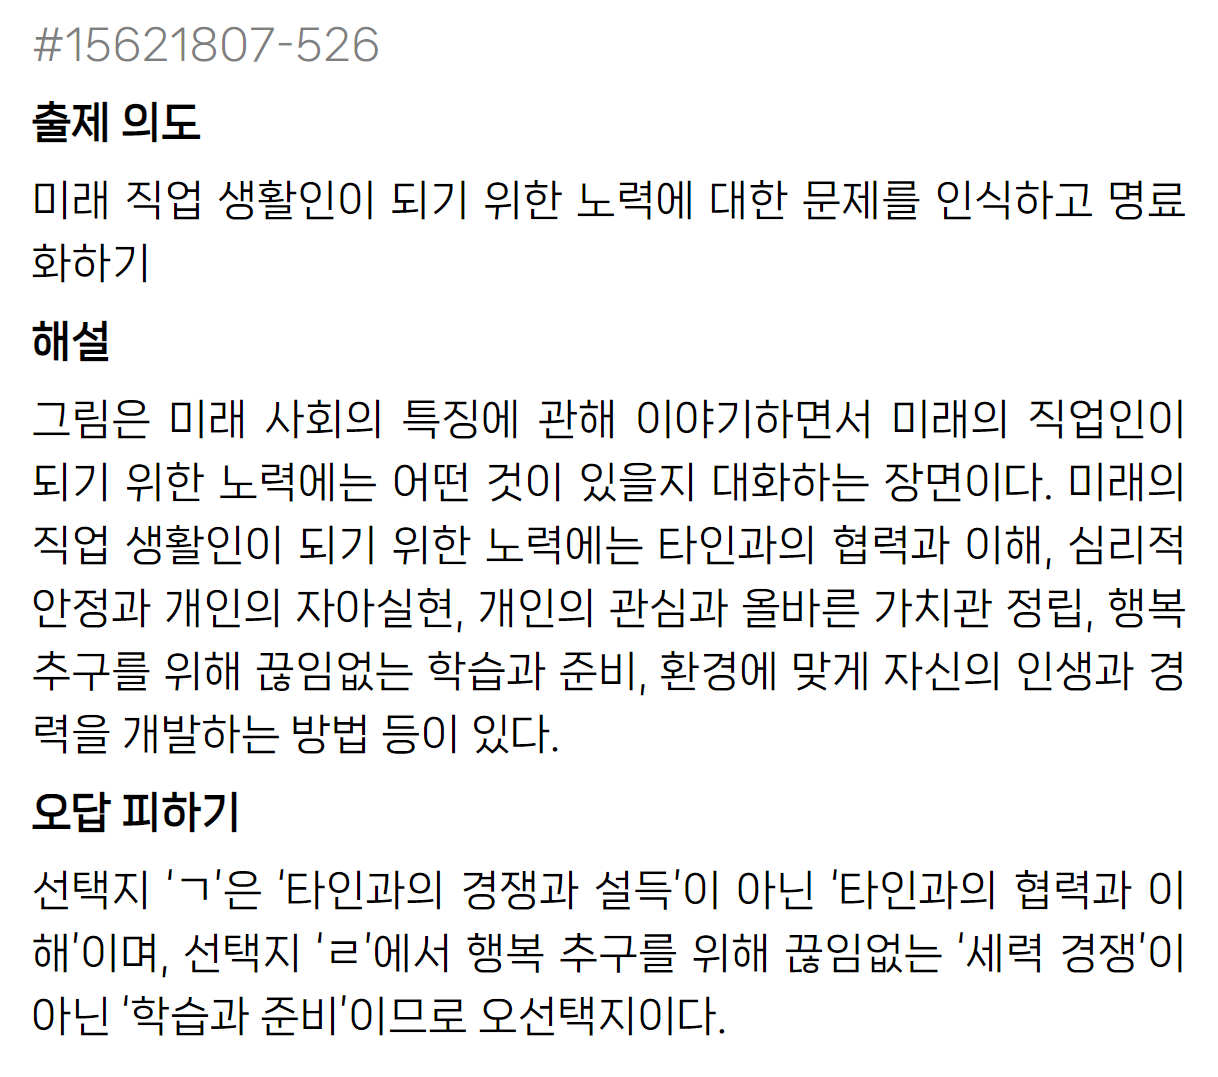 #15621807-526
출제 의도
미래 직업 생활인이 되기 위한 노력에 대한 문제를 인식하고 명료
화하기
해설
그림은 미래 사회의 특징에 관해 이야기하면서 미래의 직업인이
되기 위한 노력에는 어떤 것이 있을지 대화하는 장면이다. 미래의
직업 생활인이 되기 위한 노력에는 타인과의 협력과 이해, 심리적
안정과 개인의 자아실현, 개인의 관심과 올바른 가치관 정립, 행복
추구를 위해 끊임없는 학습과 준비, 환경에 맞게 자신의 인생과 경
력을 개발하는 방법 등이 있다.
오답 피하기
선택지 ‘ㄱ’은 ‘타인과의 경쟁과 설득’이 아닌 ‘타인과의 협력과 이
해’이며, 선택지 ‘ㄹ’에서 행복 추구를 위해 끊임없는 ‘세력 경쟁’이
아닌 ‘학습과 준비’이므로 오선택지이다.